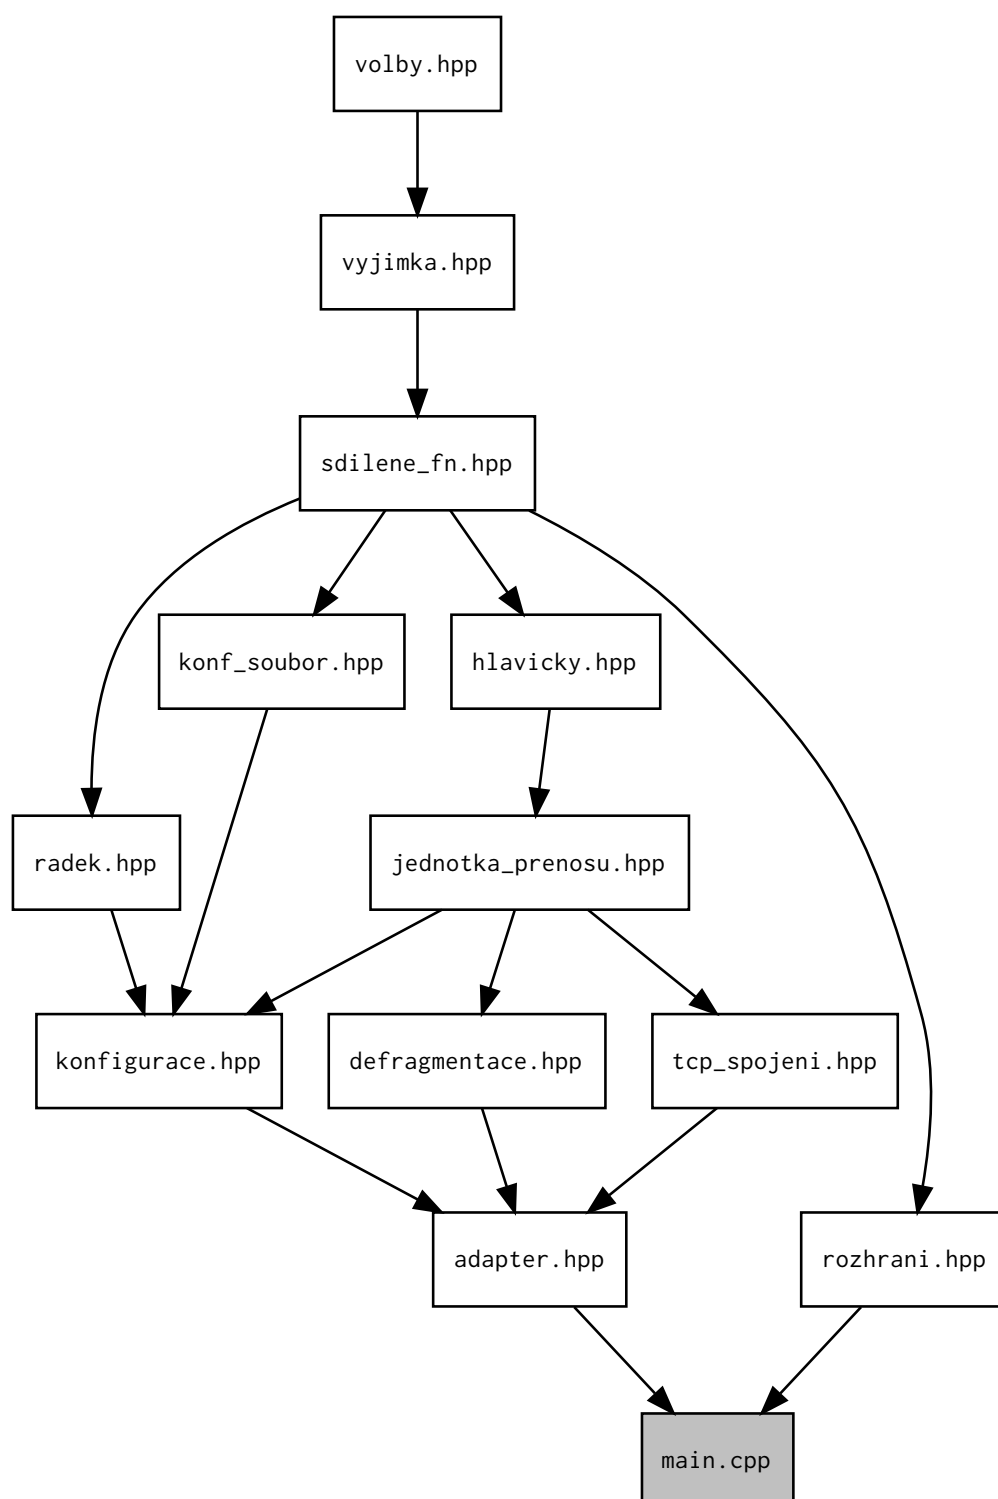 volby.hpp
vyjimka.hpp
sdilene_fn.hpp
konf_soubor.hpp
hlavicky.hpp
radek.hpp
jednotka_prenosu.hpp
konfigurace.hpp
defragmentace.hpp
tcp_spojeni.hpp
adapter.hpp
rozhrani.hpp
main.cpp